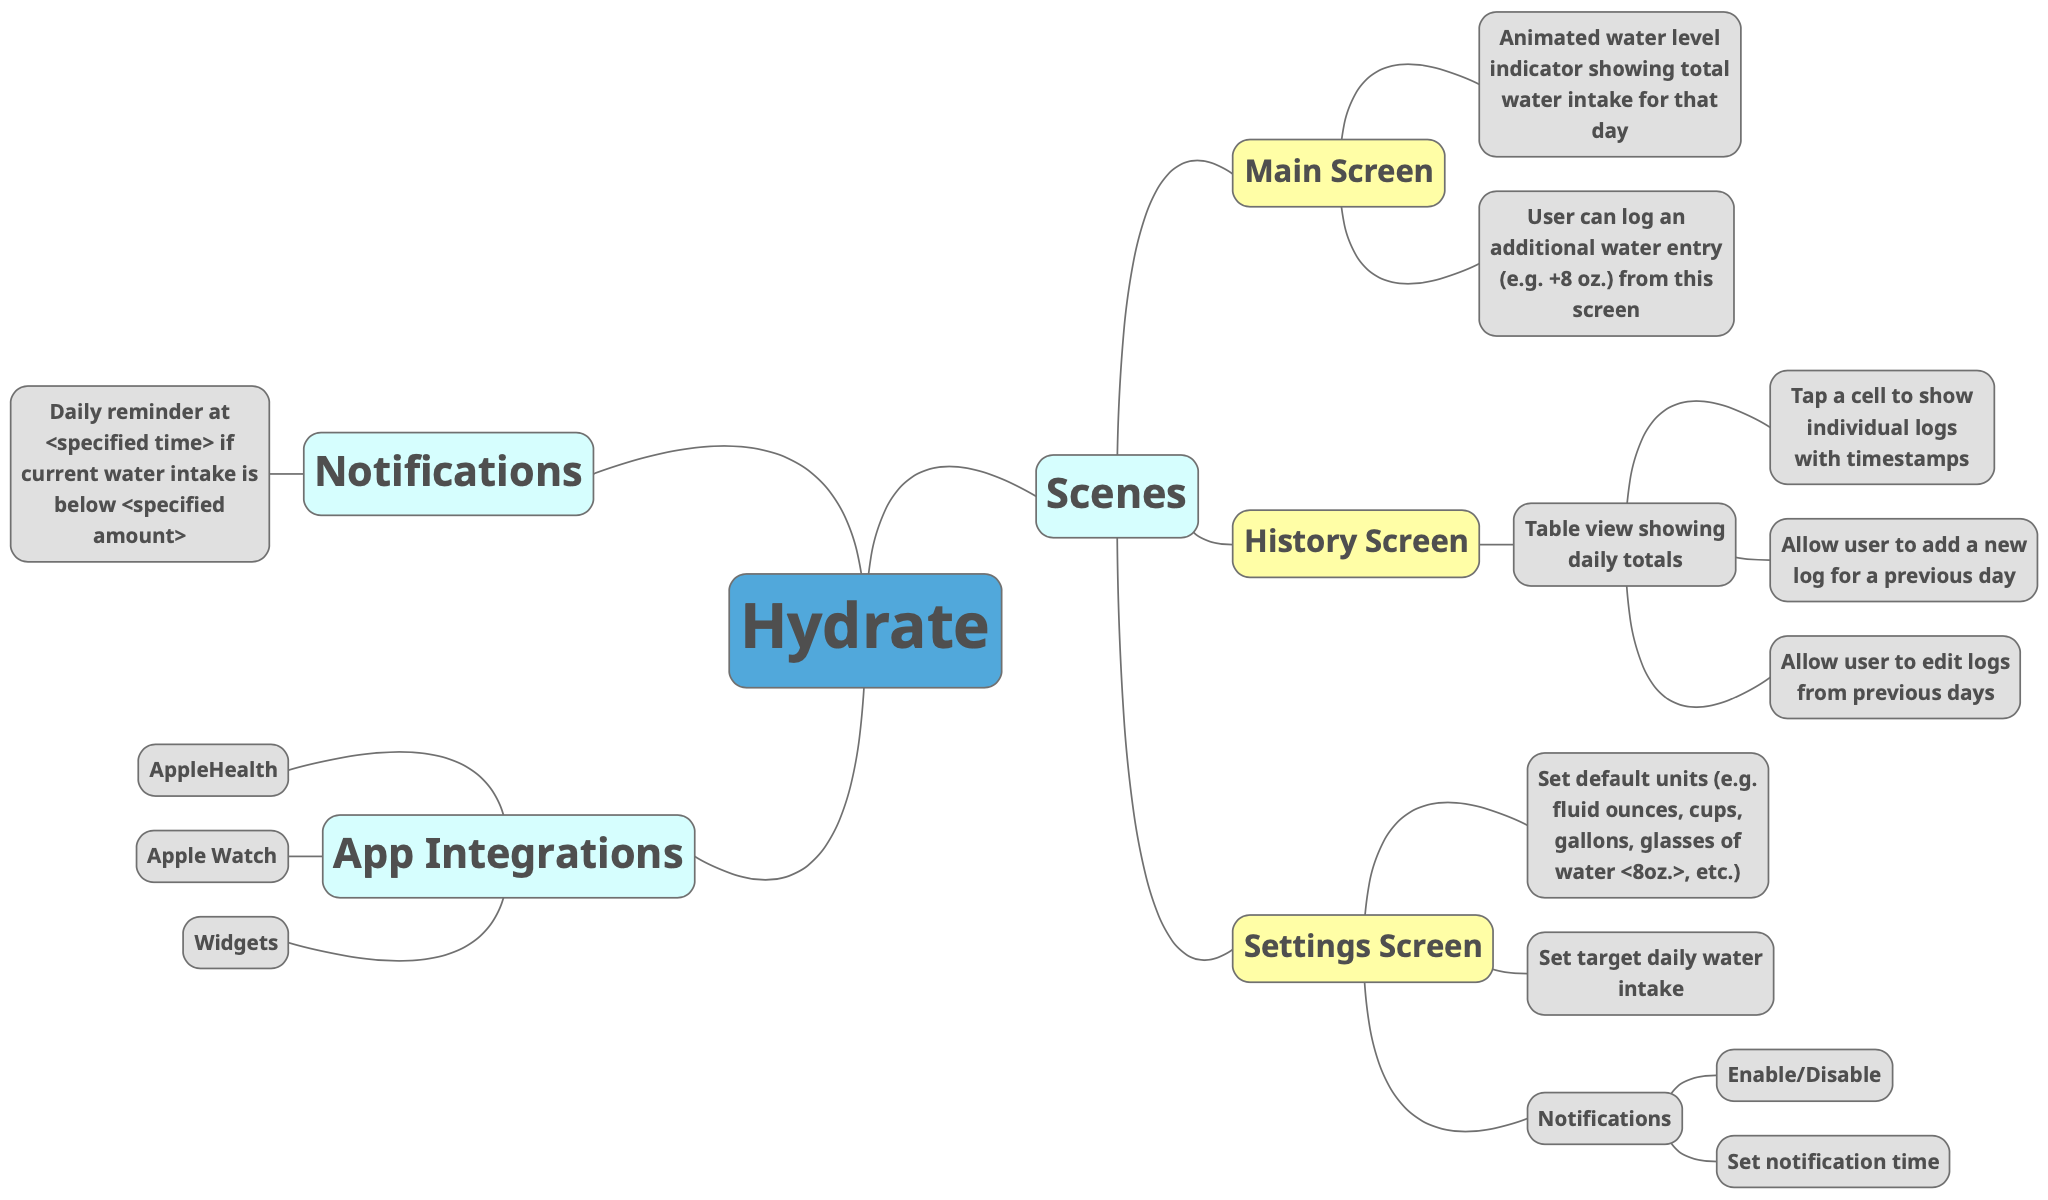 Hydrate
Notifications
Daily reminder at
<specified time> if
current water intake is
below <specified
amount>
App Integrations
AppleHealth
Apple Watch
Widgets
Scenes
Main Screen
Animated water level
indicator showing total
water intake for that
day
User can log an
additional water entry
(e.g. +8 oz.) from this
screen
History Screen
Table view showing
daily totals
Tap a cell to show
individual logs
with timestamps
Allow user to add a new
log for a previous day
Allow user to edit logs
from previous days
Settings Screen
Set default units (e.g.
fluid ounces, cups,
gallons, glasses of
water <8oz.>, etc.)
Set target daily water
intake
Notifications
Enable/Disable
Set notification time